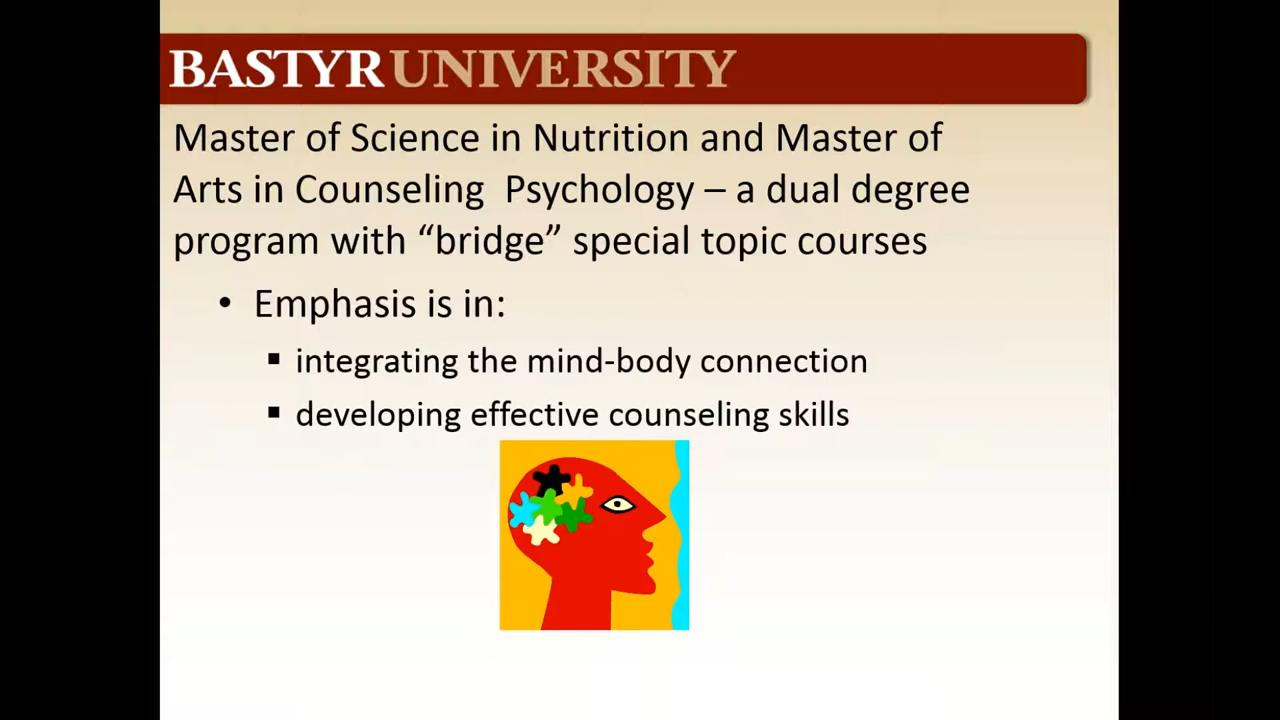 BASTYR UNIVERSITY
Master of Science in Nutrition and Master of
Arts in Counseling Psychology – a dual degree
program with “bridge” special topic courses
• Emphasis is in:
▪ integrating the mind-body connection
▪ developing effective counseling skills